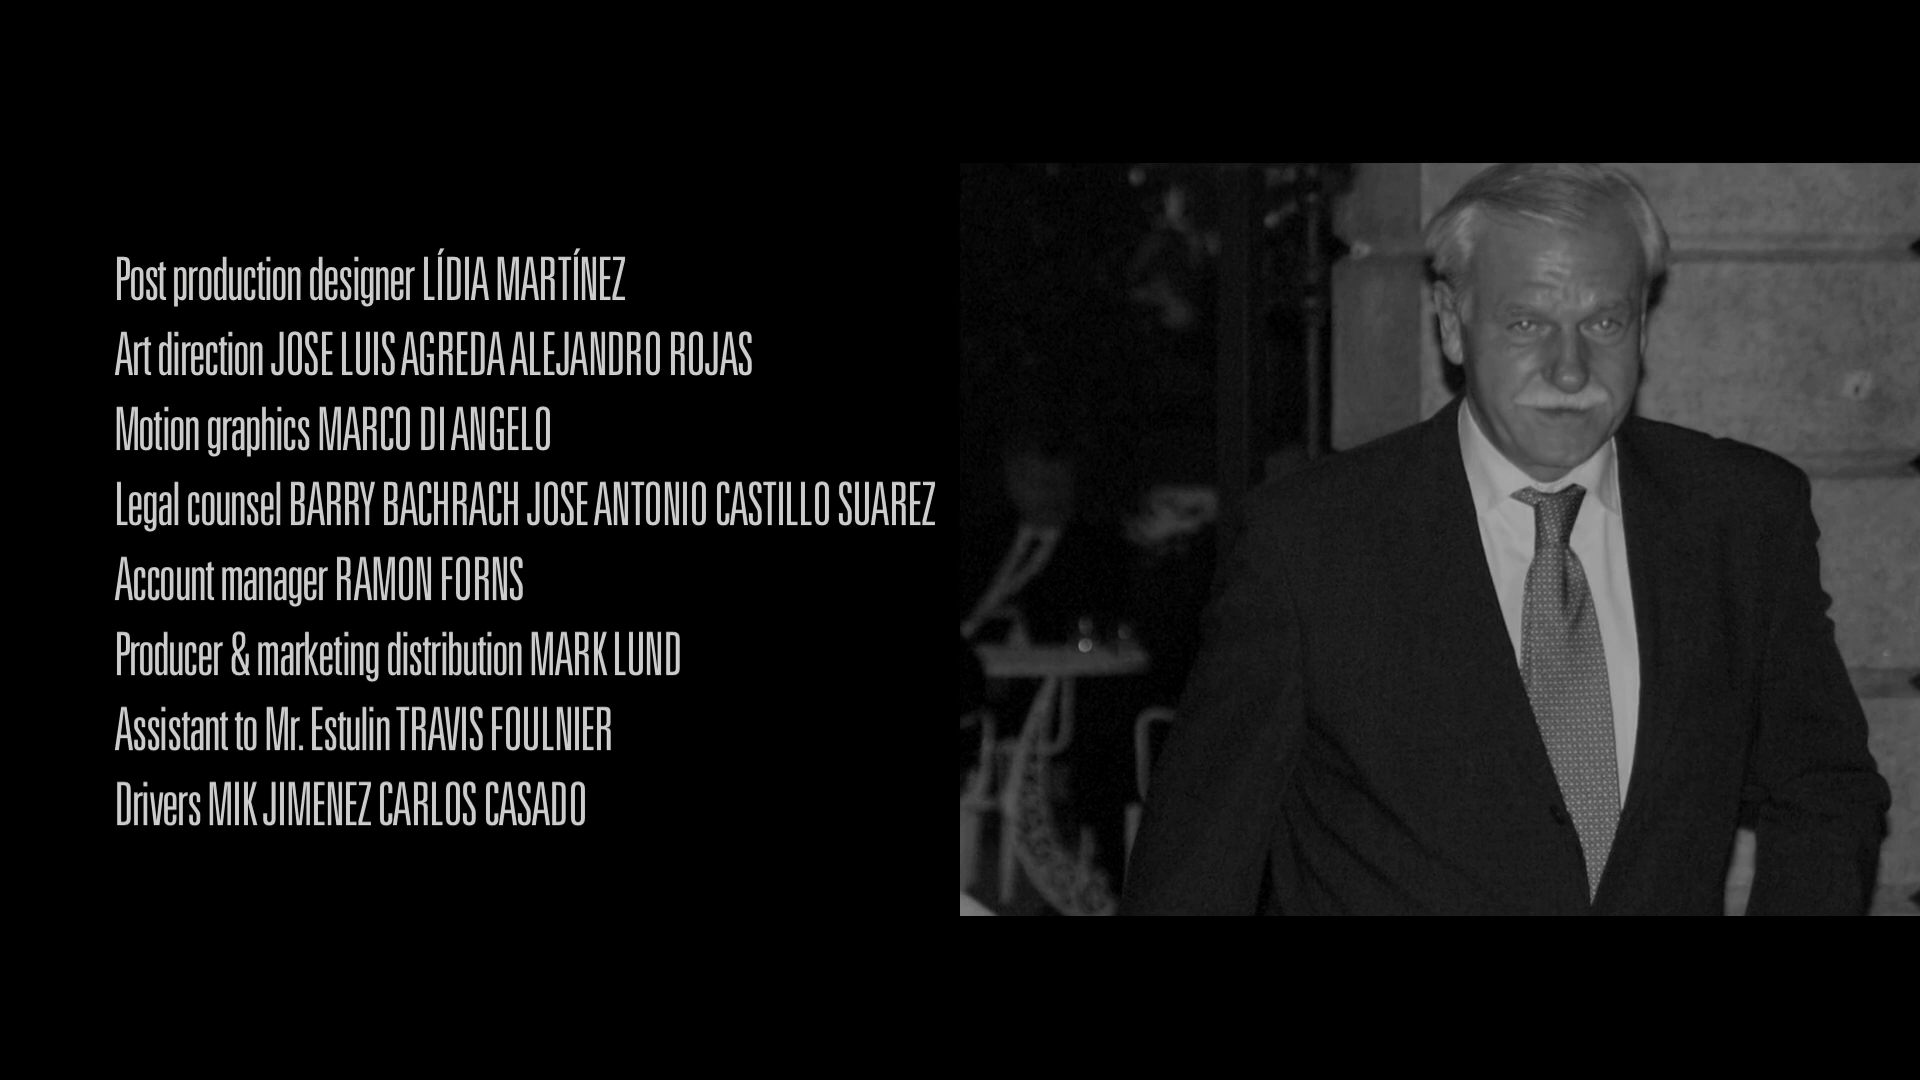 Post production designer LÍDIA MARTÍNEZ
Art direction JOSE LUIS AGREDA ALEJANDRO ROJAS
Motion graphics MARCO DI ANGELO
Legal counsel BARRY BACHRACH JOSE ANTONIO CASTILLO SUAREZ
Account manager RAMON FORNS
Producer & marketing distribution MARK LUND
Assistant to Mr. Estulin TRAVIS FOULNIER
Drivers MIK JIMENEZ CARLOS CASADO